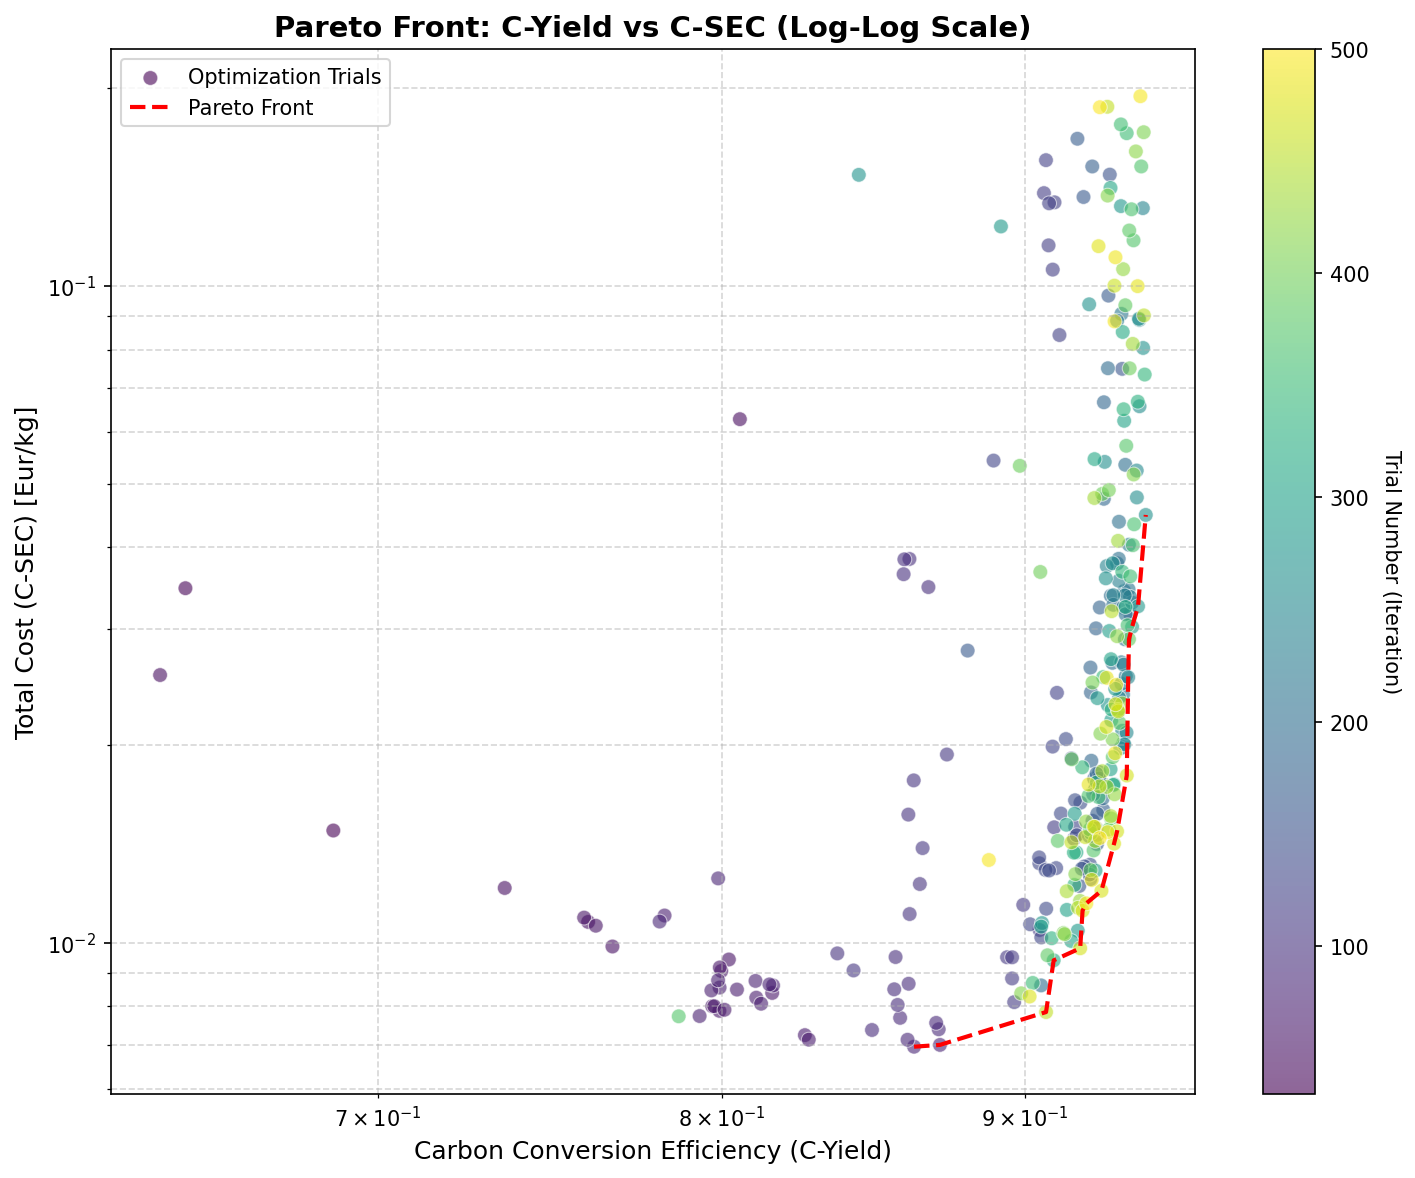 Pareto Front: C-Yield vs C-SEC (Log-Log Scale)
Optimization Trials
Pareto Front
Total Cost (C-SEC) [Eur/kg]
10⁻¹
10⁻²
7 × 10⁻¹
8 × 10⁻¹
9 × 10⁻¹
Carbon Conversion Efficiency (C-Yield)
500
400
300
200
100
Trial Number (Iteration)